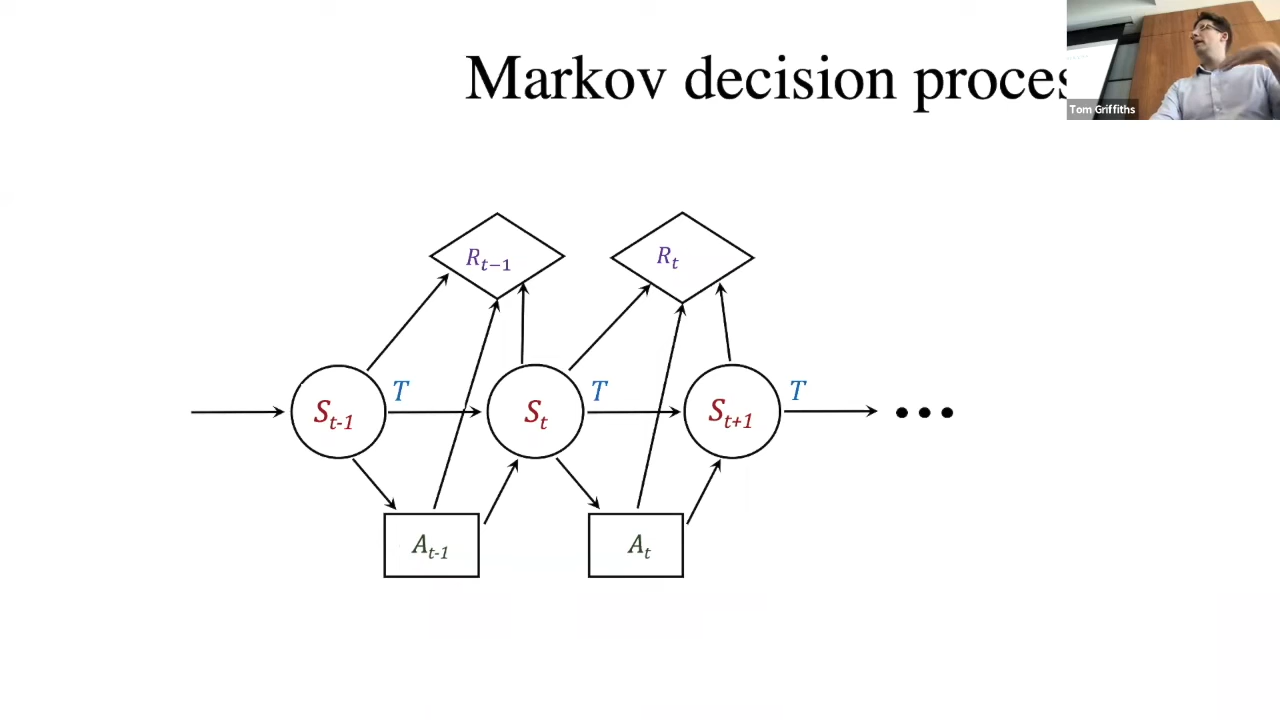 Markov decision proces
Tom Griffiths
R_{t-1} R_t
T T T
S_{t-1} S_t S_{t+1}
A_{t-1} A_t